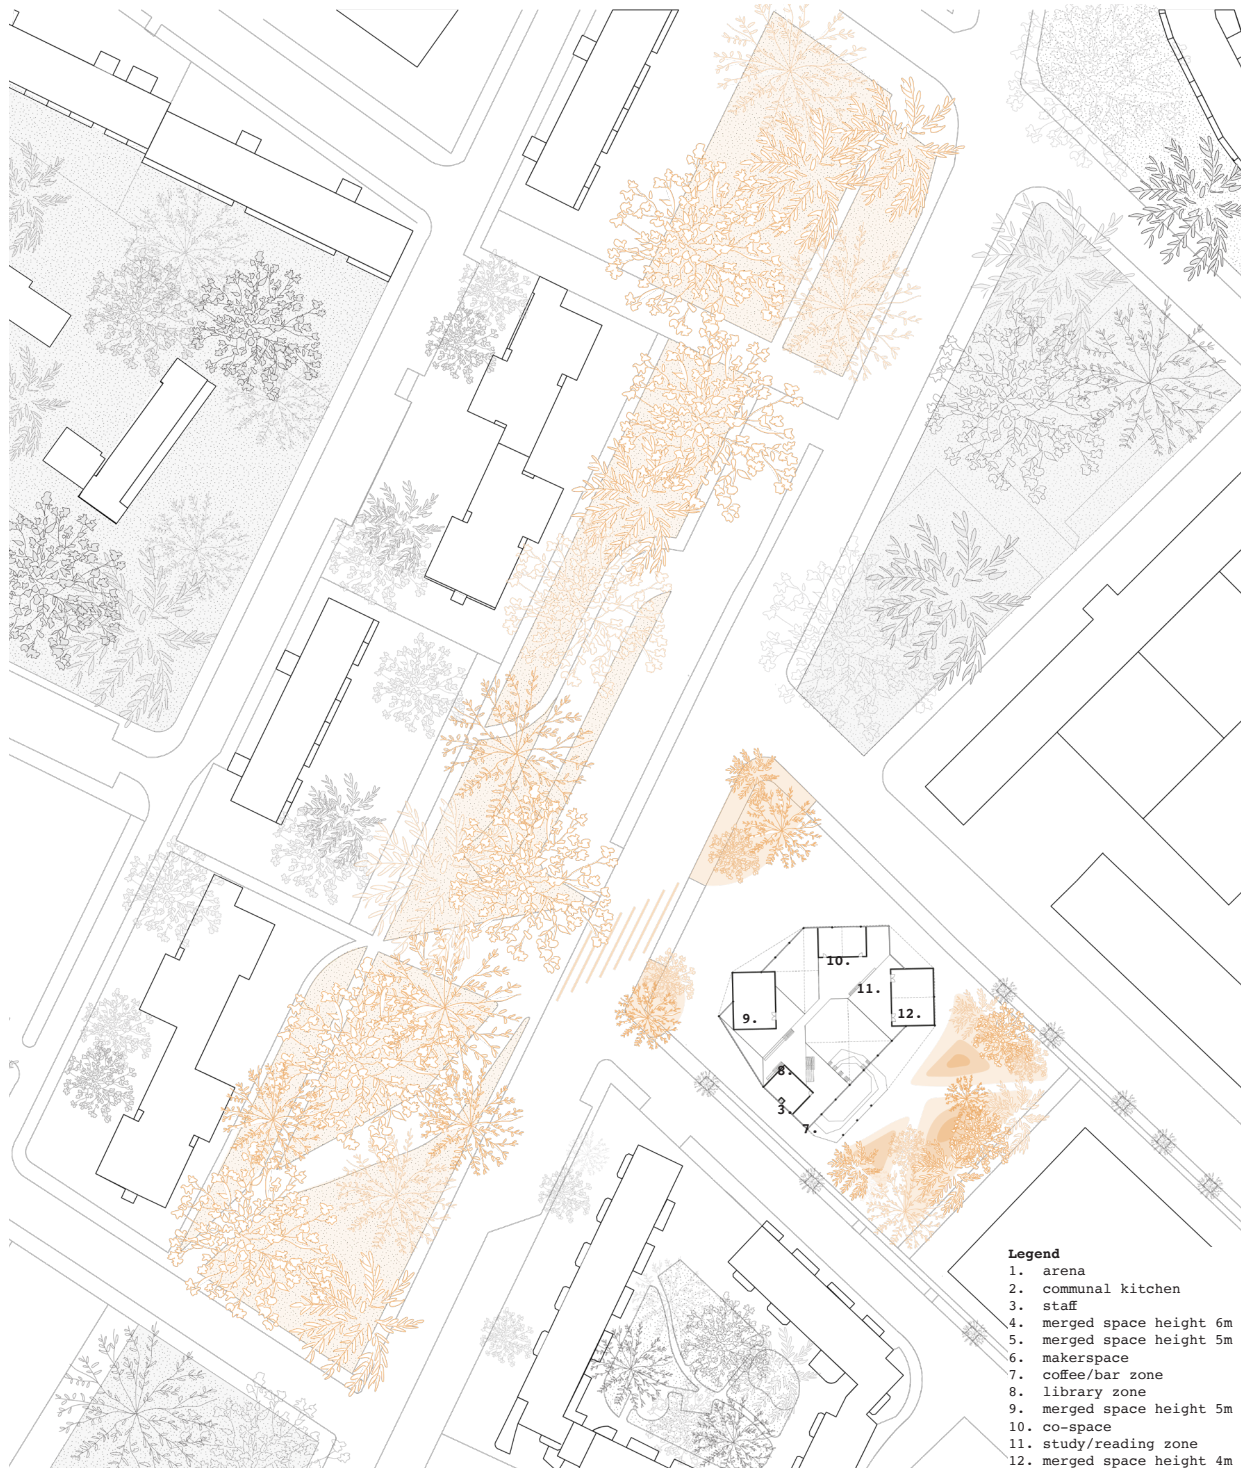 10.
11.
9.
12.
8.
3.
7.
Legend
1. arena
2. communal kitchen
3. staff
4. merged space height 6m
5. merged space height 5m
6. makerspace
7. coffee/bar zone
8. library zone
9. merged space height 5m
10. co-space
11. study/reading zone
12. merged space height 4m